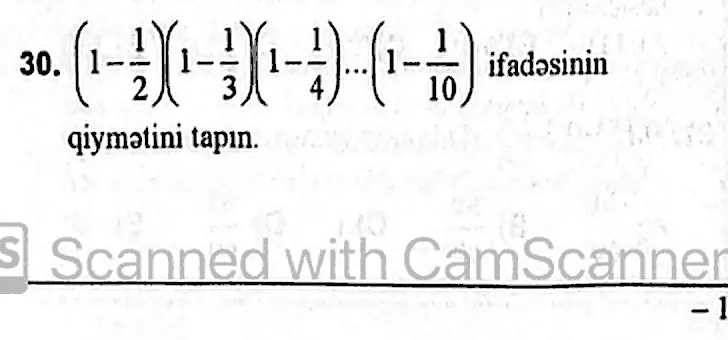 30. (1-1/2)(1-1/3)(1-1/4)...(1-1/10) ifadəsinin
qiymətini tapın.
S Scanned with CamScanner
– 1